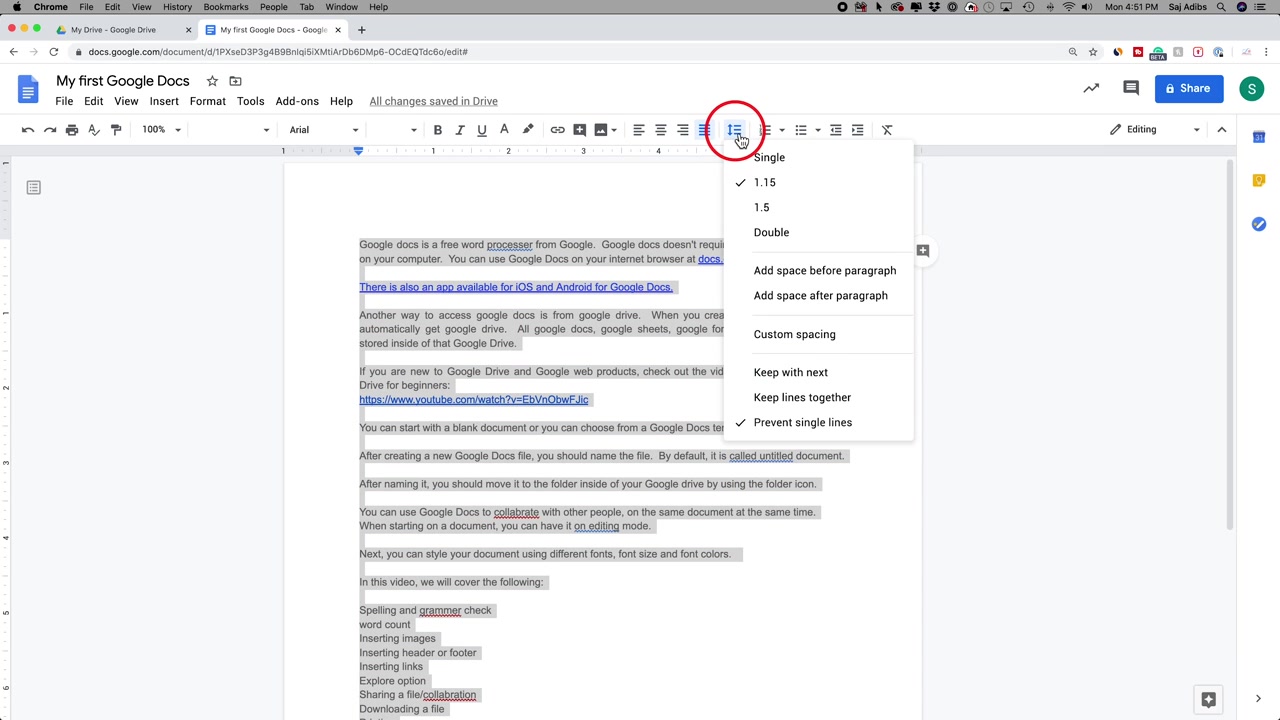 Chrome File Edit View History Bookmarks People Tab Window Help Mon 4:51 PM Saj Adibs
My Drive - Google Drive My first Google Docs - Google
docs.google.com/document/d/1PXseD3P3g4B9BnIqi5iXMtiArDb6DMp6-OCdEQTdc6o/edit#
BETA
My first Google Docs
File Edit View Insert Format Tools Add-ons Help All changes saved in Drive
Share
S
100% Arial Editing
1 1 2 3 4
Single
1.15
1.5
Double
Add space before paragraph
Add space after paragraph
Custom spacing
Keep with next
Keep lines together
Prevent single lines
Google docs is a free word processer from Google. Google docs doesn't requi
on your computer. You can use Google Docs on your internet browser at docs.
There is also an app available for iOS and Android for Google Docs.
Another way to access google docs is from google drive. When you crea
automatically get google drive. All google docs, google sheets, google for
stored inside of that Google Drive.
If you are new to Google Drive and Google web products, check out the vid
Drive for beginners:
https://www.youtube.com/watch?v=EbVnObwFJic
You can start with a blank document or you can choose from a Google Docs te
After creating a new Google Docs file, you should name the file. By default, it is called untitled document.
After naming it, you should move it to the folder inside of your Google drive by using the folder icon.
You can use Google Docs to collabrate with other people, on the same document at the same time.
When starting on a document, you can have it on editing mode.
Next, you can style your document using different fonts, font size and font colors.
In this video, we will cover the following:
Spelling and grammer check
word count
Inserting images
Inserting header or footer
Inserting links
Explore option
Sharing a file/collabration
Downloading a file